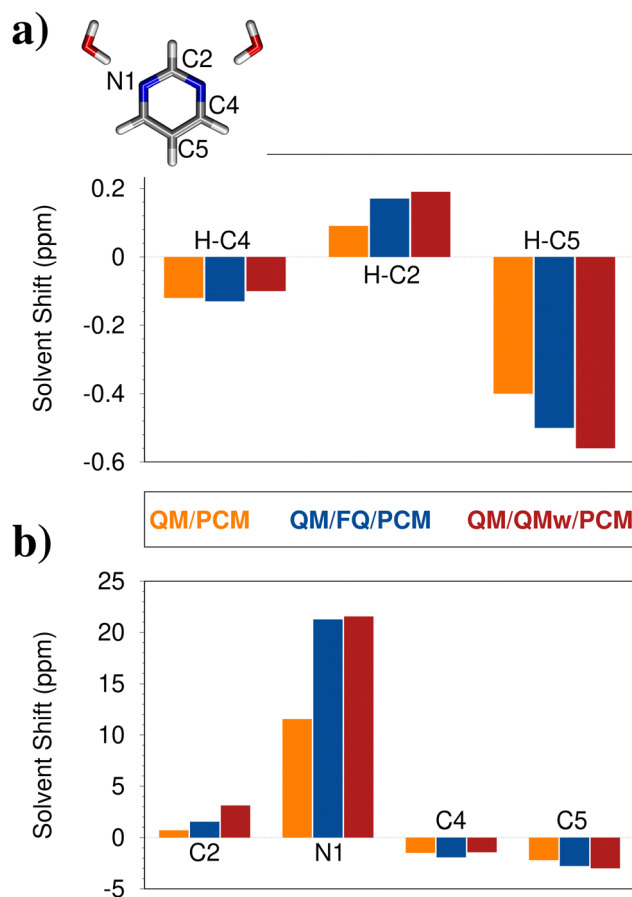 a)
C2
N1
C4
C5
Solvent Shift (ppm)
0.2
0
-0.2
-0.4
-0.6
H-C4
H-C2
H-C5
QM/PCM QM/FQ/PCM QM/QMw/PCM
b)
Solvent Shift (ppm)
25
20
15
10
5
0
-5
C2
N1
C4
C5